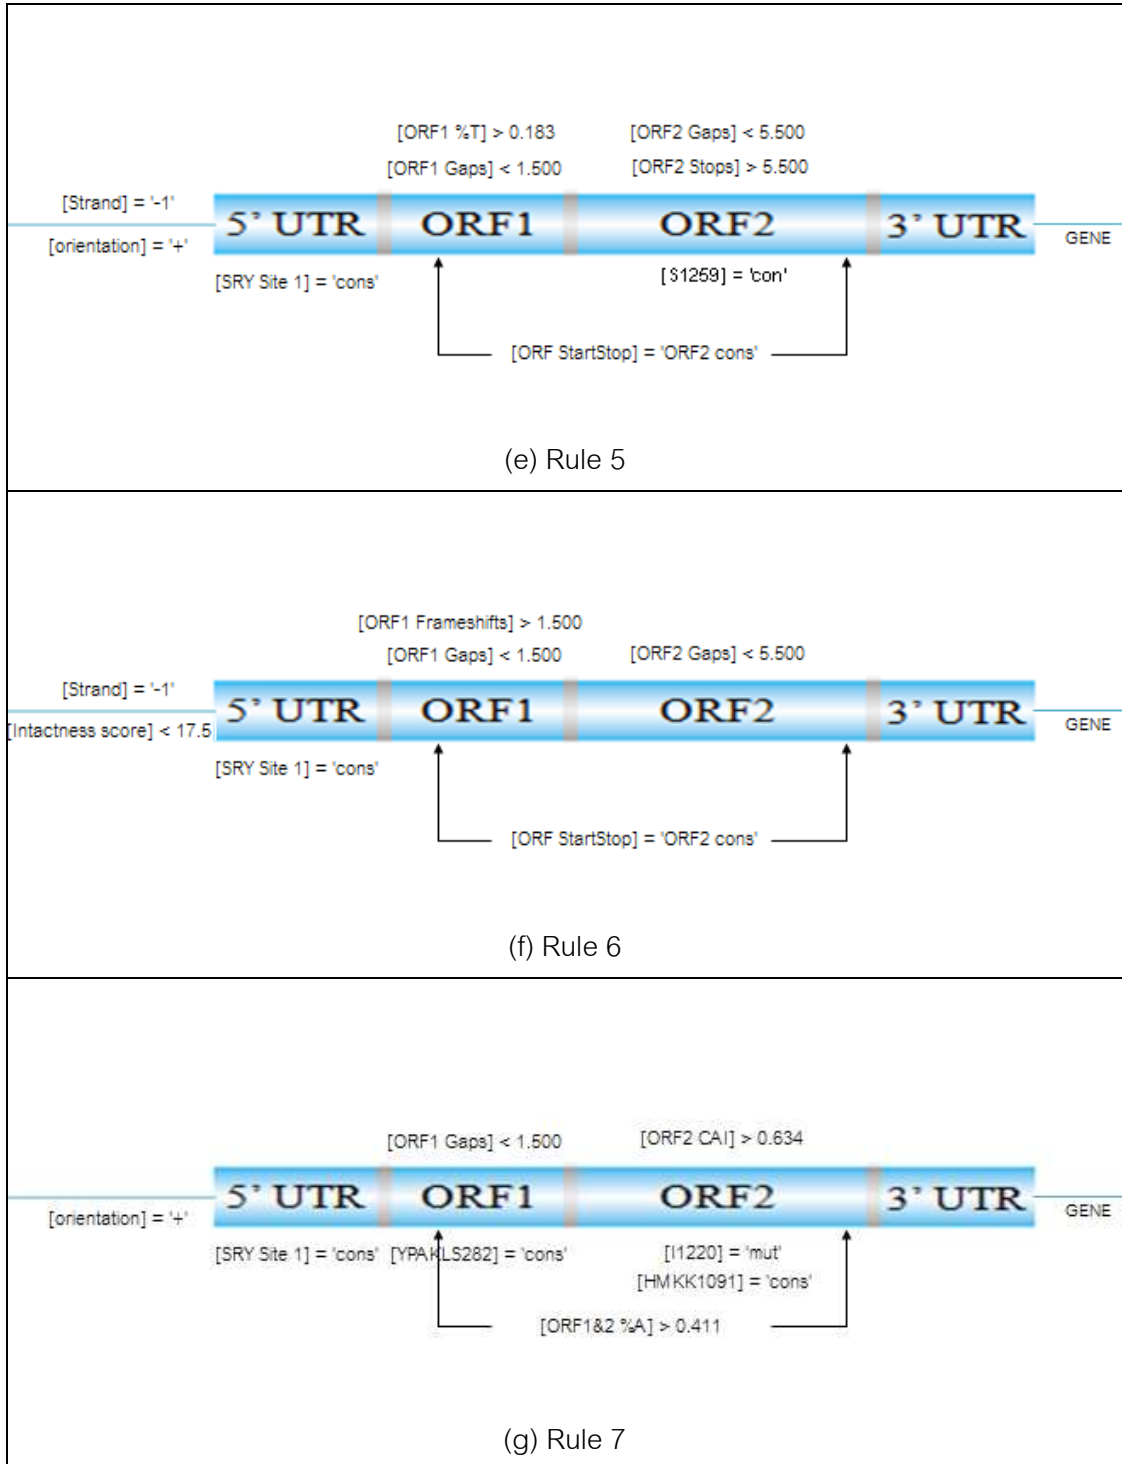 [ORF1 %T] > 0.183 [ORF2 Gaps] < 5.500
[ORF1 Gaps] < 1.500 [ORF2 Stops] > 5.500
[Strand] = '-1'
5' UTR ORF1 ORF2 3' UTR
[orientation] = '+' GENE
[SRY Site 1] = 'cons' [S1259] = 'con'
[ORF StartStop] = 'ORF2 cons'
(e) Rule 5
[ORF1 Frameshifts] > 1.500
[ORF1 Gaps] < 1.500 [ORF2 Gaps] < 5.500
[Strand] = '-1'
5' UTR ORF1 ORF2 3' UTR
[Intactness score] < 17.5 GENE
[SRY Site 1] = 'cons'
[ORF StartStop] = 'ORF2 cons'
(f) Rule 6
[ORF1 Gaps] < 1.500 [ORF2 CAI] > 0.634
5' UTR ORF1 ORF2 3' UTR
[orientation] = '+' GENE
[SRY Site 1] = 'cons' [YPAKLS282] = 'cons' [I1220] = 'mut'
[HMKK1091] = 'cons'
[ORF1&2 %A] > 0.411
(g) Rule 7